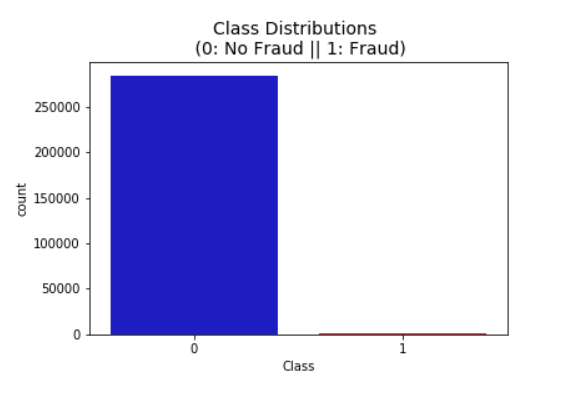 Class Distributions
(0: No Fraud || 1: Fraud)
250000
200000
150000
100000
50000
0
count
0 1
Class